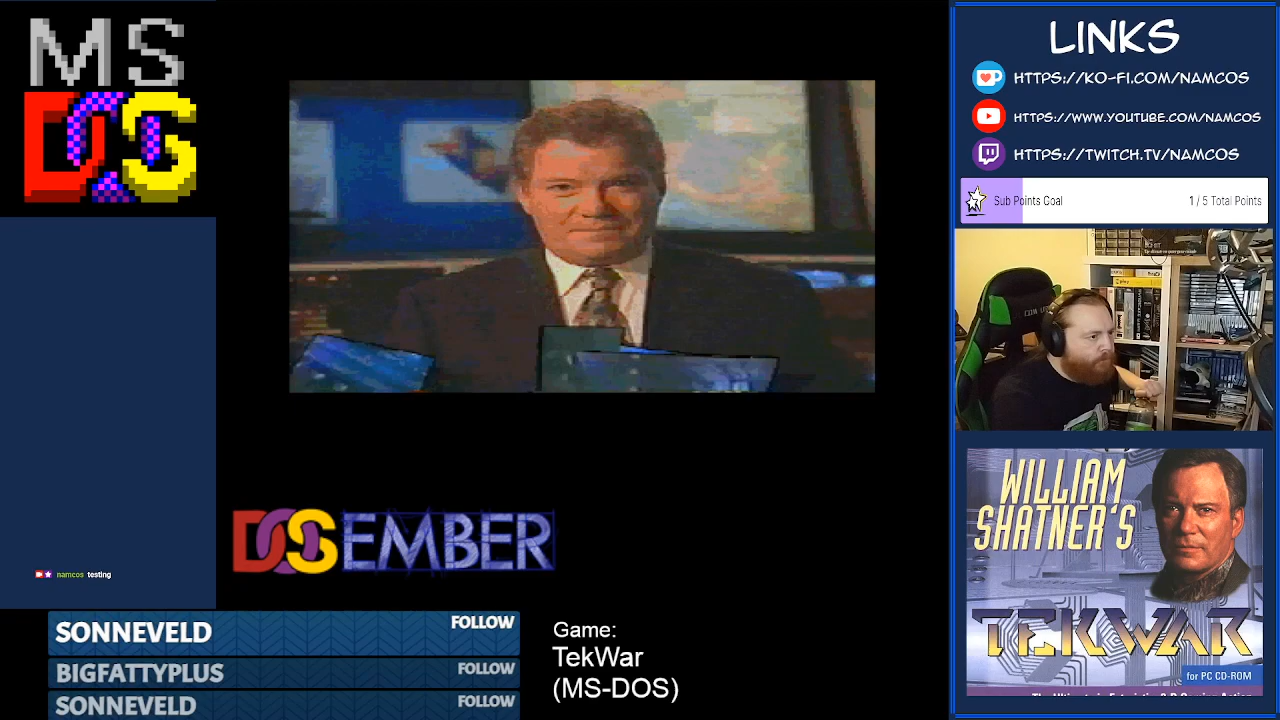 MS
DOS
LINKS
HTTPS://KO-FI.COM/NAMCOS
HTTPS://WWW.YOUTUBE.COM/NAMCOS
HTTPS://TWITCH.TV/NAMCOS
Sub Points Goal
1 / 5 Total Points
WILLIAM
SHATNER'S
TEKWAR
for PC CD-ROM
DOSEMBER
namcos testing
SONNEVELD
FOLLOW
BIGFATTYPLUS
FOLLOW
SONNEVELD
FOLLOW
Game:
TekWar
(MS-DOS)